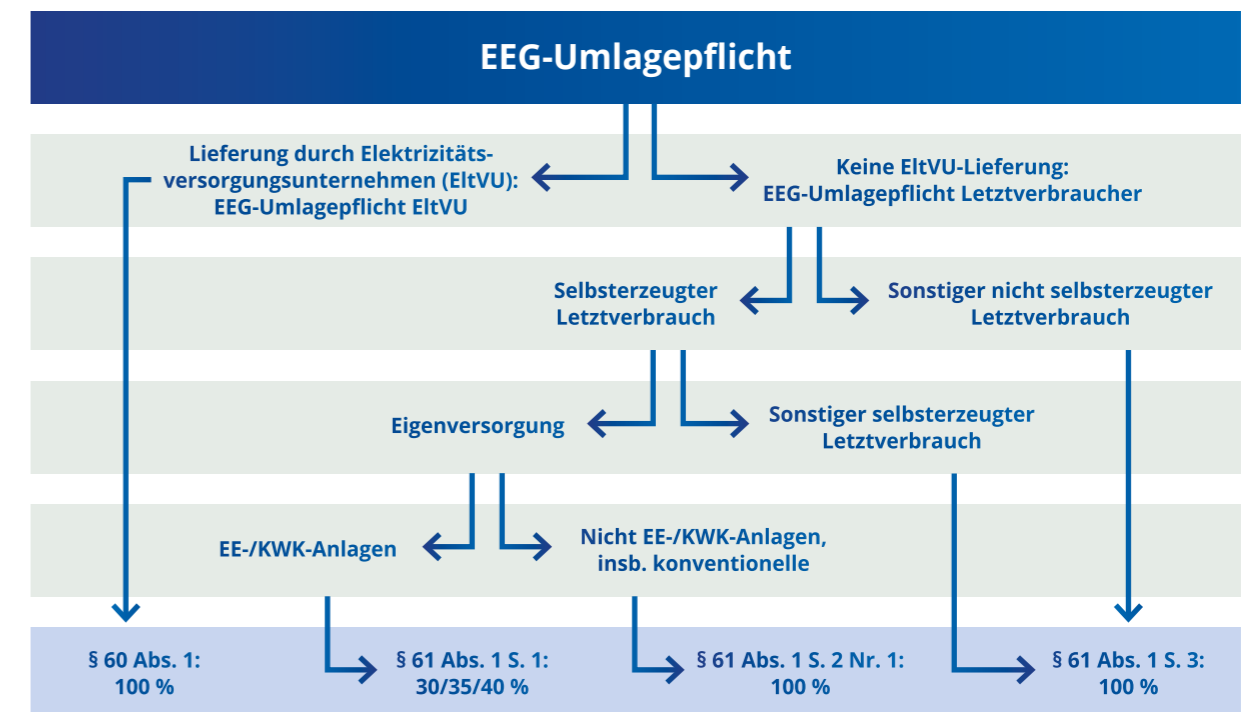 EEG-Umlagepflicht
Lieferung durch Elektrizitäts-
versorgungsunternehmen (EltVU):
EEG-Umlagepflicht EltVU
Keine EltVU-Lieferung:
EEG-Umlagepflicht Letztverbraucher
Selbsterzeugter
Letztverbrauch
Sonstiger nicht selbsterzeugter
Letztverbrauch
Eigenversorgung
Sonstiger selbsterzeugter
Letztverbrauch
EE-/KWK-Anlagen
Nicht EE-/KWK-Anlagen,
insb. konventionelle
§ 60 Abs. 1:
100 %
§ 61 Abs. 1 S. 1:
30/35/40 %
§ 61 Abs. 1 S. 2 Nr. 1:
100 %
§ 61 Abs. 1 S. 3:
100 %